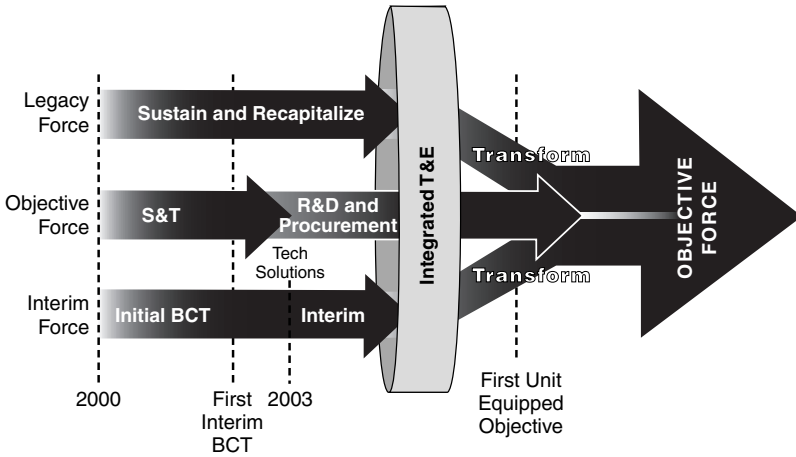 Legacy
Force
Sustain and Recapitalize
Objective
Force
S&T
R&D and
Procurement
Tech
Solutions
Interim
Force
Initial BCT
Interim
Integrated T&E
Transform
Transform
OBJECTIVE
FORCE
2000
First
Interim
BCT
2003
First Unit
Equipped
Objective